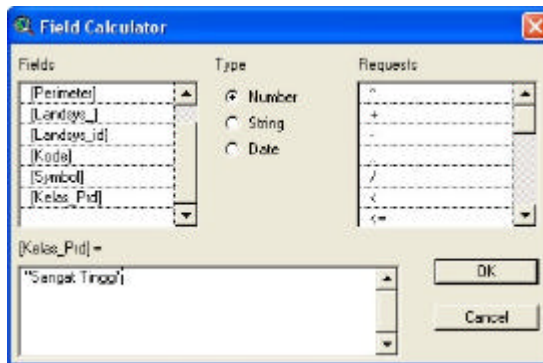 Field Calculator
Fields
Type
Requests
[Perimeter]
[Landsys_]
[Landsys_id]
[Kode]
[Symbol]
[Kelas_Prd]
Number
String
Date
^
+
-
/
<
<=
[Kelas_Prd] =
"Sangat Tinggi"
OK
Cancel